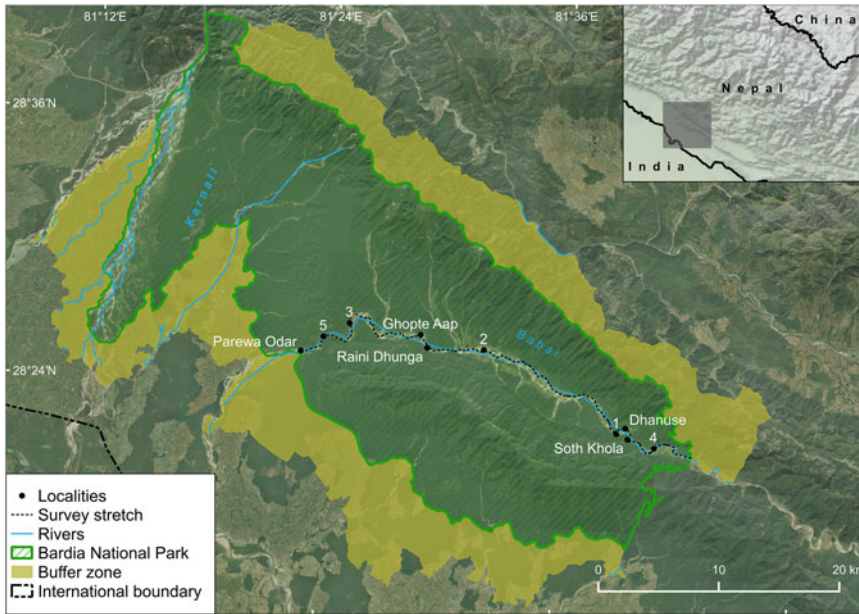 81°12'E
81°24'E
81°36'E
28°36'N
28°24'N
China
Nepal
India
Karnali
3
5
Ghopte Aap
2
Babai
Parewa Odar
Raini Dhunga
1
Dhanuse
Soth Khola
4
Localities
Survey stretch
Rivers
Bardia National Park
Buffer zone
International boundary
0 10 20 km